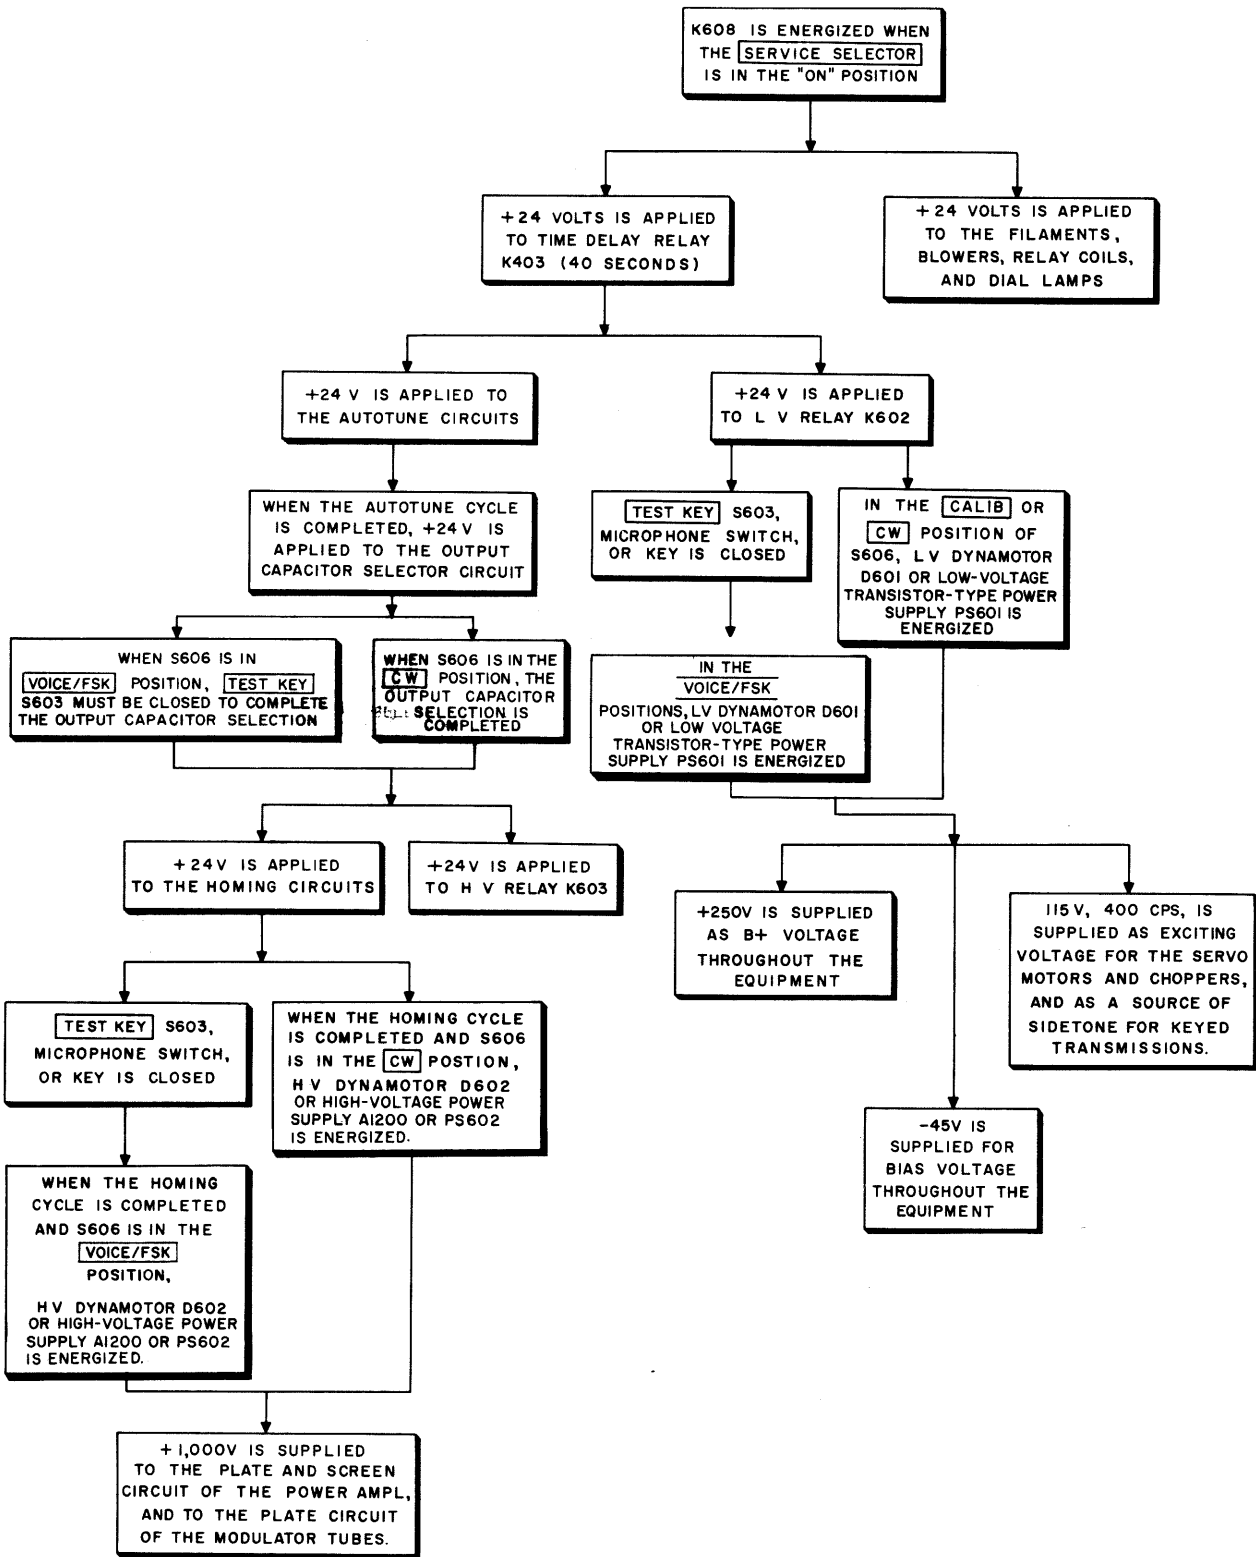 K608 IS ENERGIZED WHEN
THE SERVICE SELECTOR
IS IN THE "ON" POSITION
+24 VOLTS IS APPLIED
TO TIME DELAY RELAY
K403 (40 SECONDS)
+24 VOLTS IS APPLIED
TO THE FILAMENTS,
BLOWERS, RELAY COILS,
AND DIAL LAMPS
+24 V IS APPLIED TO
THE AUTOTUNE CIRCUITS
+24 V IS APPLIED
TO L V RELAY K602
WHEN THE AUTOTUNE CYCLE
IS COMPLETED, +24 V IS
APPLIED TO THE OUTPUT
CAPACITOR SELECTOR CIRCUIT
TEST KEY S603,
MICROPHONE SWITCH,
OR KEY IS CLOSED
IN THE CALIB OR
CW POSITION OF
S606, L V DYNAMOTOR
D601 OR LOW-VOLTAGE
TRANSISTOR-TYPE POWER
SUPPLY PS601 IS
ENERGIZED
WHEN S606 IS IN
VOICE/FSK POSITION, TEST KEY
S603 MUST BE CLOSED TO COMPLETE
THE OUTPUT CAPACITOR SELECTION
WHEN S606 IS IN THE
CW POSITION, THE
OUTPUT CAPACITOR
SELECTION IS
COMPLETED
IN THE
VOICE/FSK
POSITIONS, LV DYNAMOTOR D601
OR LOW VOLTAGE
TRANSISTOR-TYPE POWER
SUPPLY PS601 IS ENERGIZED
+24V IS APPLIED
TO THE HOMING CIRCUITS
+24V IS APPLIED
TO H V RELAY K603
+250V IS SUPPLIED
AS B+ VOLTAGE
THROUGHOUT THE
EQUIPMENT
115 V, 400 CPS, IS
SUPPLIED AS EXCITING
VOLTAGE FOR THE SERVO
MOTORS AND CHOPPERS,
AND AS A SOURCE OF
SIDETONE FOR KEYED
TRANSMISSIONS.
TEST KEY S603,
MICROPHONE SWITCH,
OR KEY IS CLOSED
WHEN THE HOMING CYCLE
IS COMPLETED AND S606
IS IN THE CW POSTION,
H V DYNAMOTOR D602
OR HIGH-VOLTAGE POWER
SUPPLY A1200 OR PS602
IS ENERGIZED.
-45V IS
SUPPLIED FOR
BIAS VOLTAGE
THROUGHOUT THE
EQUIPMENT
WHEN THE HOMING
CYCLE IS COMPLETED
AND S606 IS IN THE
VOICE/FSK
POSITION,
H V DYNAMOTOR D602
OR HIGH-VOLTAGE POWER
SUPPLY A1200 OR PS602
IS ENERGIZED.
+1,000V IS SUPPLIED
TO THE PLATE AND SCREEN
CIRCUIT OF THE POWER AMPL,
AND TO THE PLATE CIRCUIT
OF THE MODULATOR TUBES.